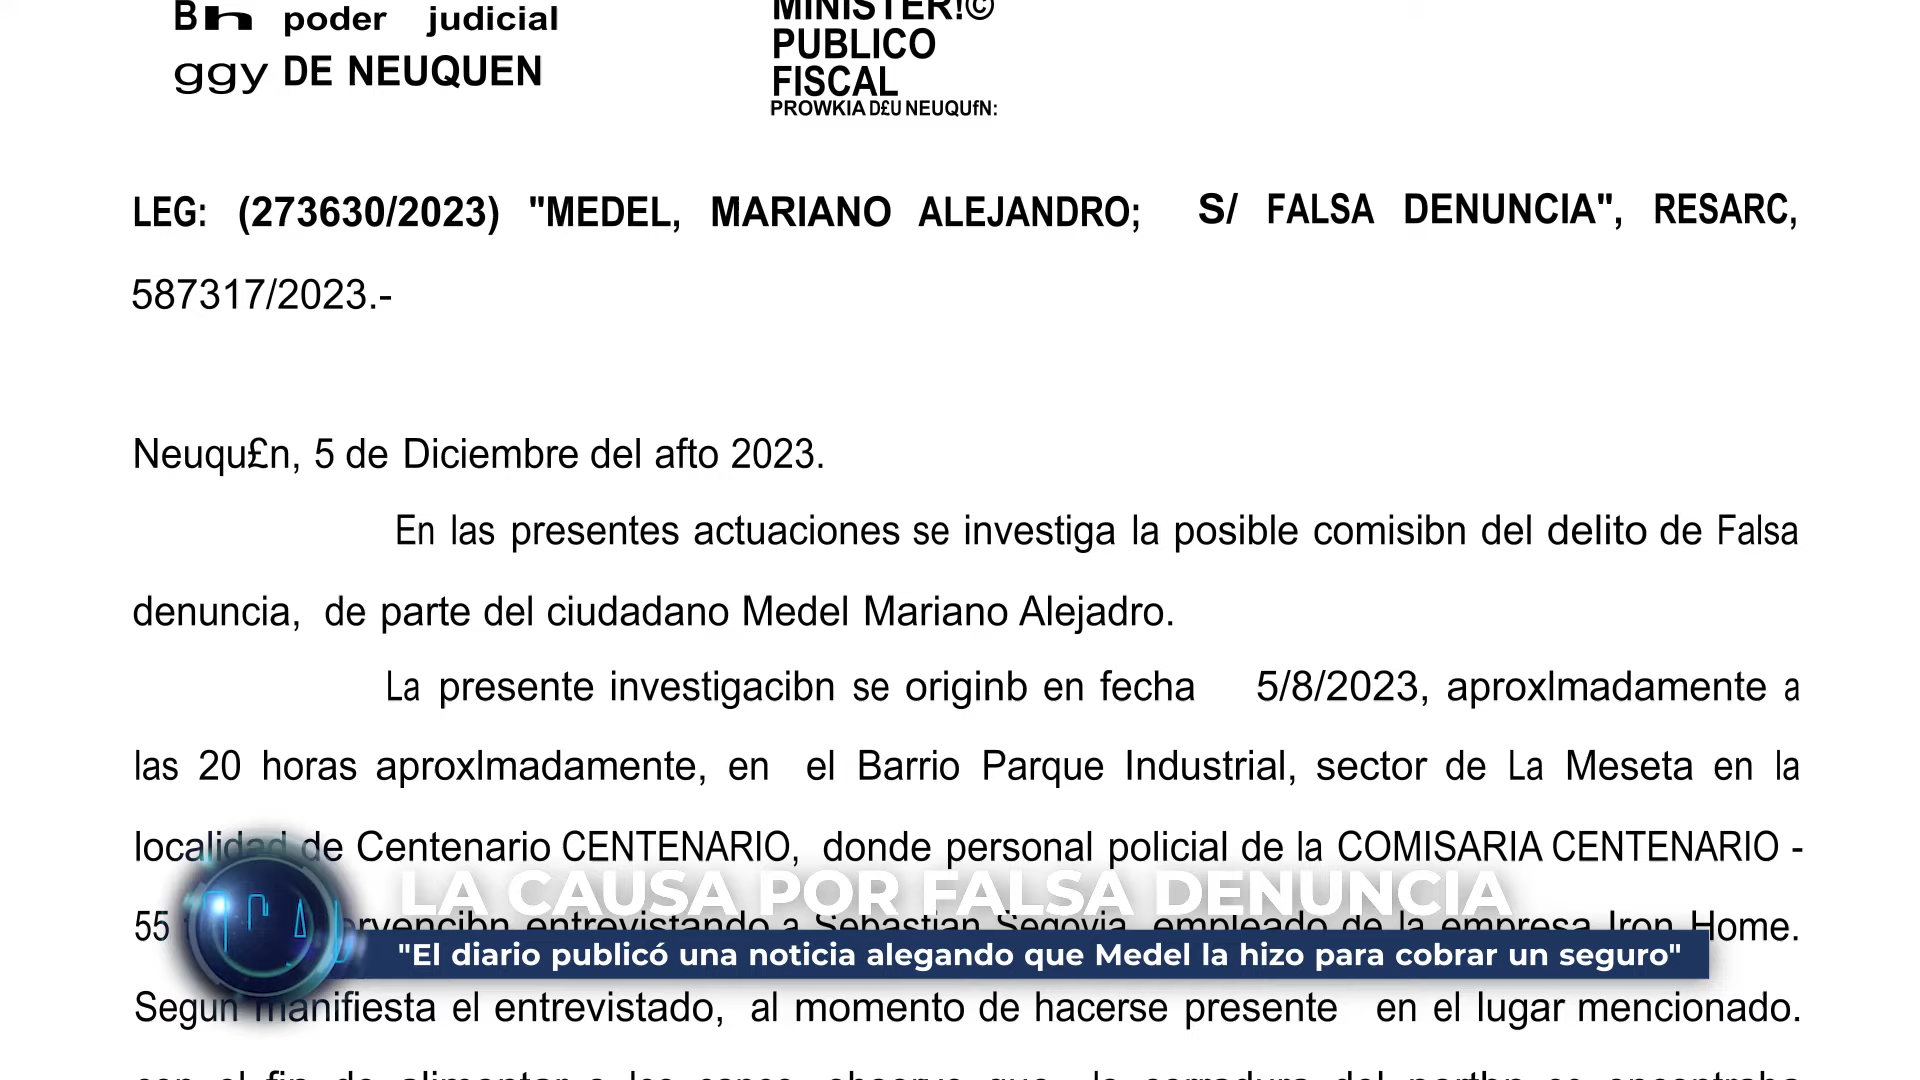 Bh poder judicial
ggy DE NEUQUEN
MINISTER!©
PUBLICO
FISCAL
PROWKIA D£U NEUQUfN:
LEG: (273630/2023) "MEDEL, MARIANO ALEJANDRO; S/ FALSA DENUNCIA", RESARC,
587317/2023.-
Neuqu£n, 5 de Diciembre del afto 2023.
En las presentes actuaciones se investiga la posible comisibn del delito de Falsa
denuncia, de parte del ciudadano Medel Mariano Alejadro.
La presente investigacibn se originb en fecha 5/8/2023, aproxlmadamente a
las 20 horas aproxlmadamente, en el Barrio Parque Industrial, sector de La Meseta en la
localidad de Centenario CENTENARIO, donde personal policial de la COMISARIA CENTENARIO -
55 entrevistando a Sebastian Segovia, empleado de la empresa Iron Home.
LA CAUSA POR FALSA DENUNCIA
"El diario publicó una noticia alegando que Medel la hizo para cobrar un seguro"
Segun manifiesta el entrevistado, al momento de hacerse presente en el lugar mencionado.